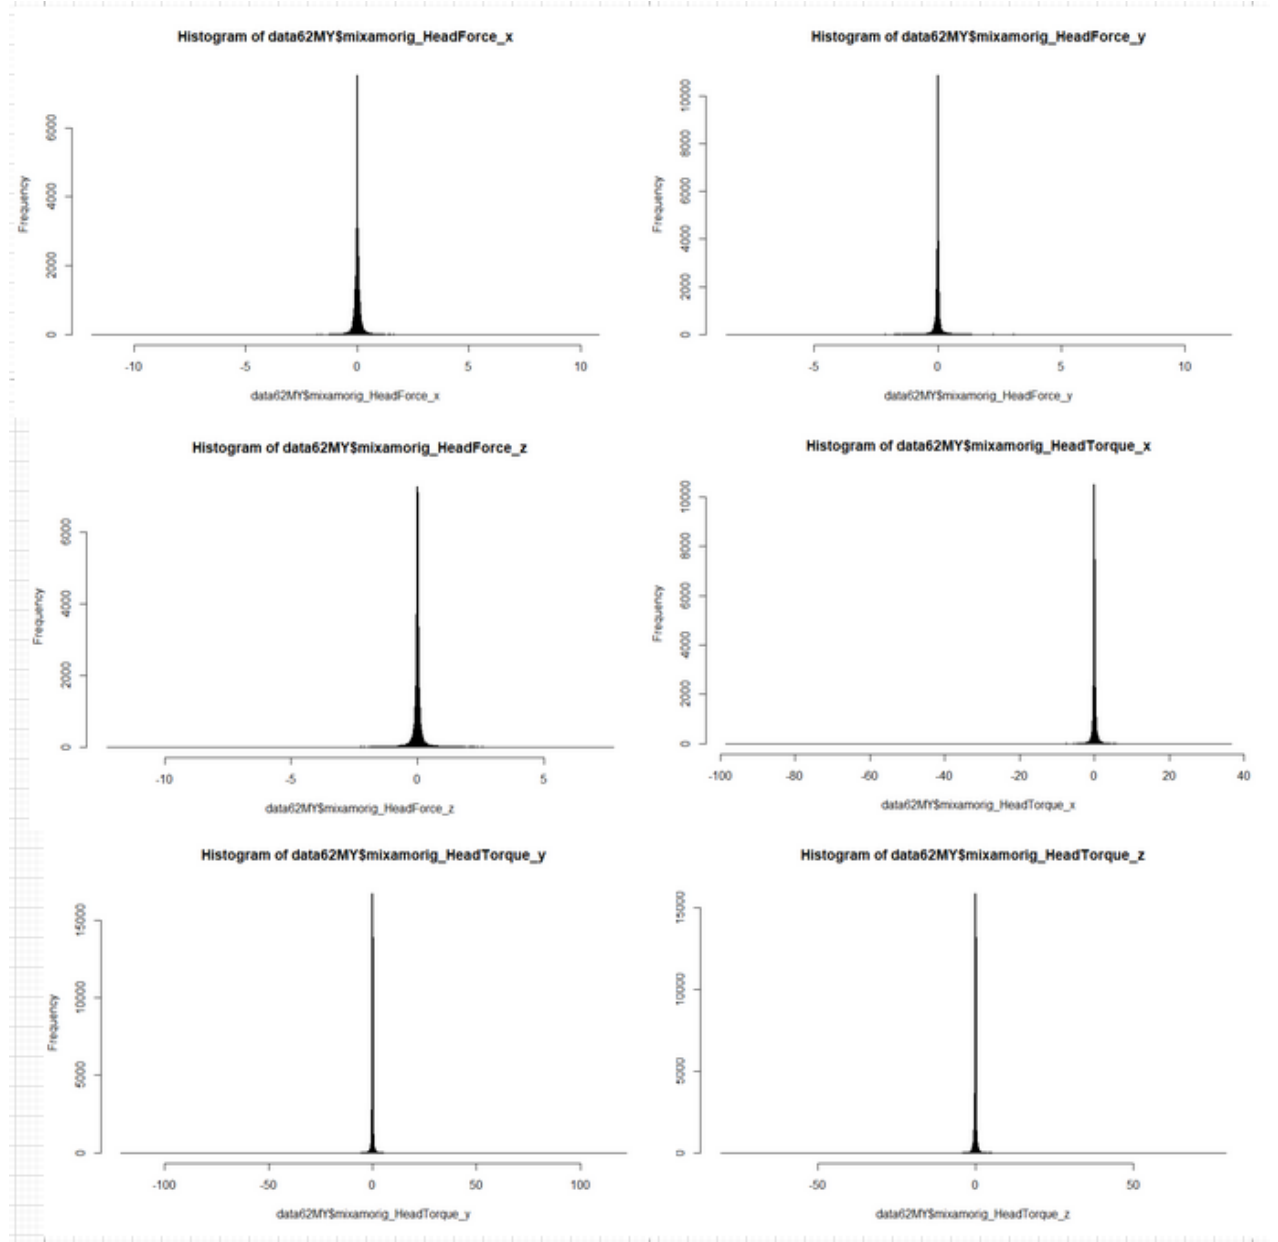 Histogram of data62MY$mixamorig_HeadForce_x
Frequency
6000
4000
2000
0
-10 -5 0 5 10
data62MY$mixamorig_HeadForce_x
Histogram of data62MY$mixamorig_HeadForce_y
Frequency
10000
8000
6000
4000
2000
0
-5 0 5 10
data62MY$mixamorig_HeadForce_y
Histogram of data62MY$mixamorig_HeadForce_z
Frequency
6000
4000
2000
0
-10 -5 0 5
data62MY$mixamorig_HeadForce_z
Histogram of data62MY$mixamorig_HeadTorque_x
Frequency
10000
8000
6000
4000
2000
0
-100 -80 -60 -40 -20 0 20 40
data62MY$mixamorig_HeadTorque_x
Histogram of data62MY$mixamorig_HeadTorque_y
Frequency
15000
10000
5000
0
-100 -50 0 50 100
data62MY$mixamorig_HeadTorque_y
Histogram of data62MY$mixamorig_HeadTorque_z
15000
10000
5000
0
-50 0 50
data62MY$mixamorig_HeadTorque_z